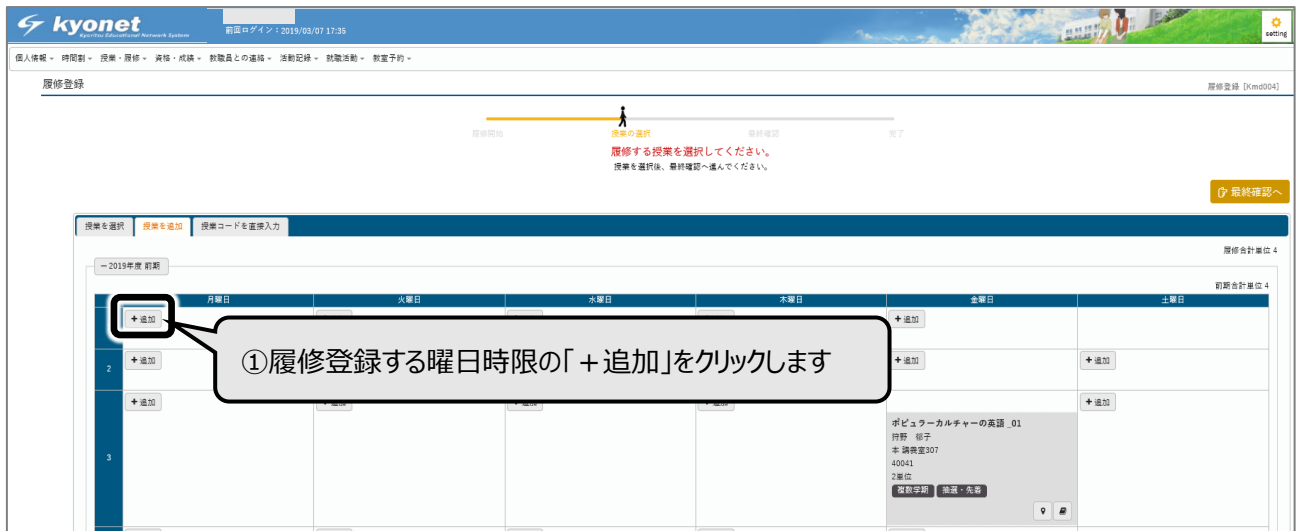 kyonet
Kyoritsu Educational Network System
前回ログイン：2019/03/07 17:35
setting
個人情報 時間割 授業・履修 資格・成績 教職員との連絡 活動記録 就職活動 教室予約
履修登録
履修登録 [Kmd004]
履修開始 授業の選択 最終確認 完了
履修する授業を選択してください。
授業を選択後、最終確認へ進んでください。
最終確認へ
授業を選択 授業を追加 授業コードを直接入力
履修合計単位 4
－2019年度 前期
前期合計単位 4
月曜日 火曜日 水曜日 木曜日 金曜日 土曜日
＋追加 ＋追加
①履修登録する曜日時限の「＋追加」をクリックします
2 ＋追加 ＋追加 ＋追加
＋追加 ＋追加
3
ポピュラーカルチャーの英語 _01
狩野 郁子
本 講義室307
40041
2単位
複数学期 抽選・先着